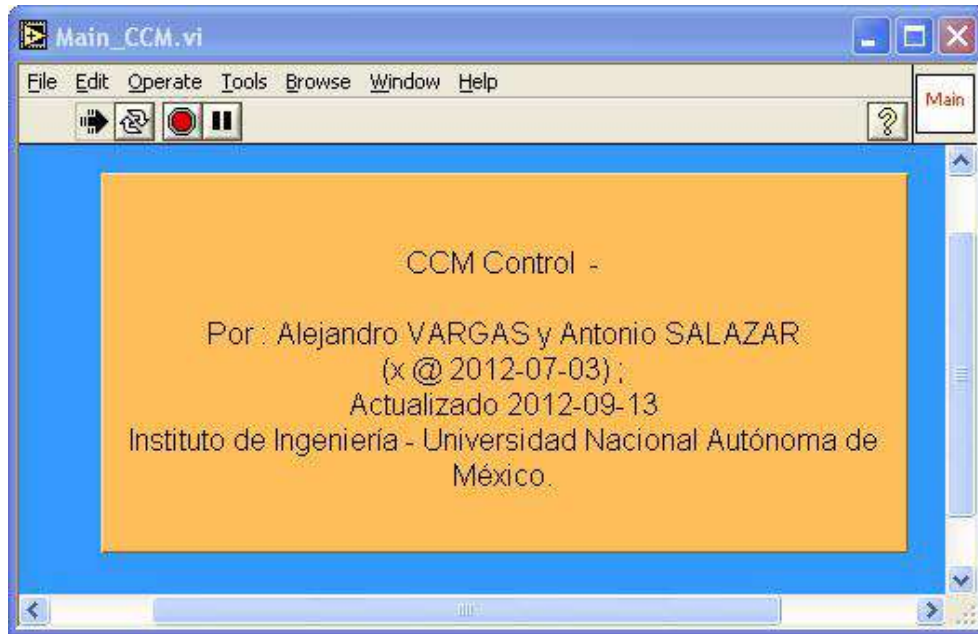 Main_CCM.vi
File Edit Operate Tools Browse Window Help
Main
CCM Control -
Por : Alejandro VARGAS y Antonio SALAZAR
(x @ 2012-07-03) ;
Actualizado 2012-09-13
Instituto de Ingeniería - Universidad Nacional Autónoma de
México.